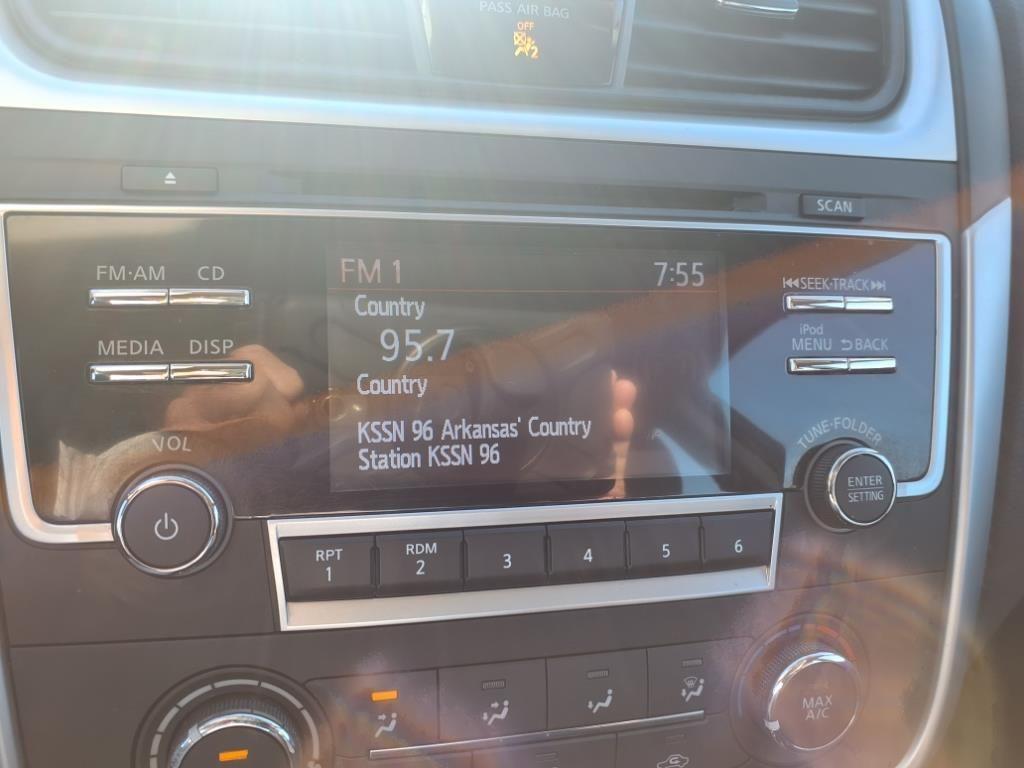 PASS AIR BAG
OFF
2
SCAN
FM·AM CD
FM 1 7:55
SEEK·TRACK
Country
95.7
iPod
MENU BACK
MEDIA DISP
Country
KSSN 96 Arkansas' Country
Station KSSN 96
VOL
TUNE·FOLDER
ENTER
SETTING
RPT
1
RDM
2
3
4
5
6
MAX
A/C